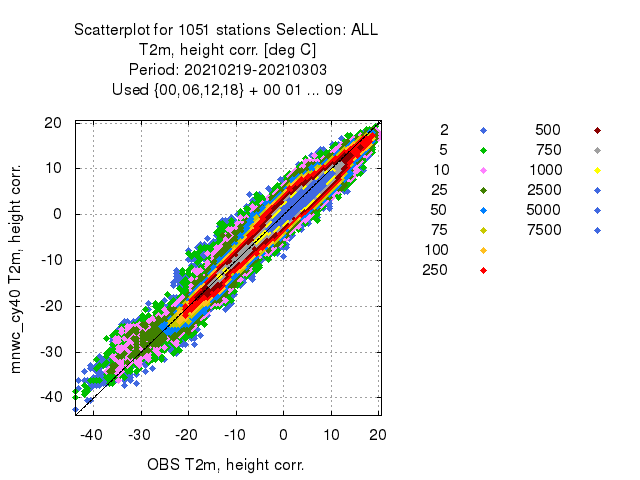 Scatterplot for 1051 stations Selection: ALL
T2m, height corr. [deg C]
Period: 20210219-20210303
Used {00,06,12,18} + 00 01 ... 09
20
10
0
-10
-20
-30
-40
mnwc_cy40 T2m, height corr.
-40 -30 -20 -10 0 10 20
OBS T2m, height corr.
2 500
5 750
10 1000
25 2500
50 5000
75 7500
100
250